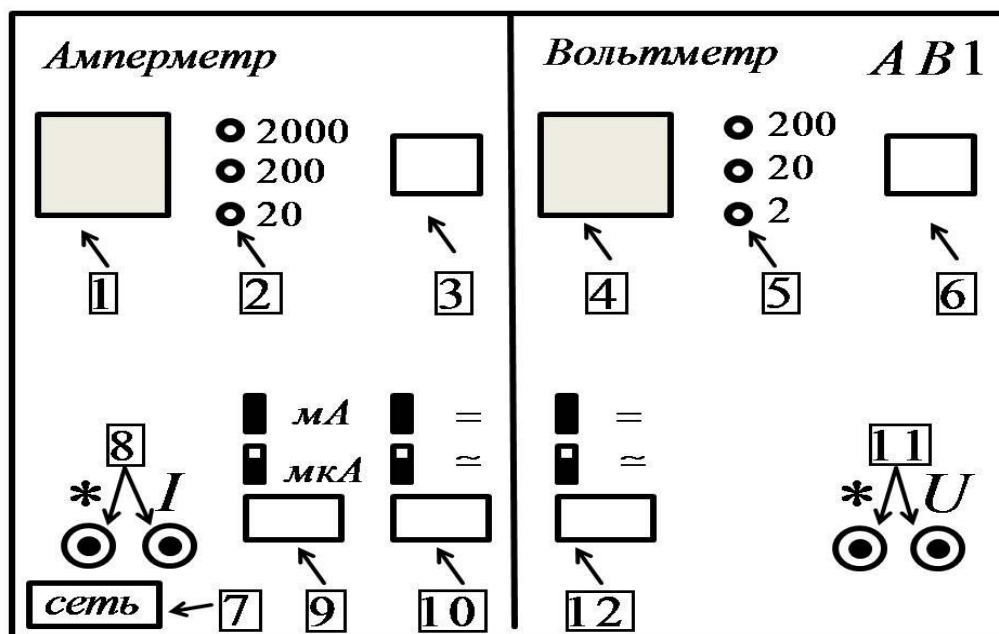 Амперметр
Вольтметр АВ1
2000
200
20
200
20
2
1 2 3 4 5 6
мА =
мкА ≃
=
≃
8
* I
11
* U
сеть 7 9 10 12